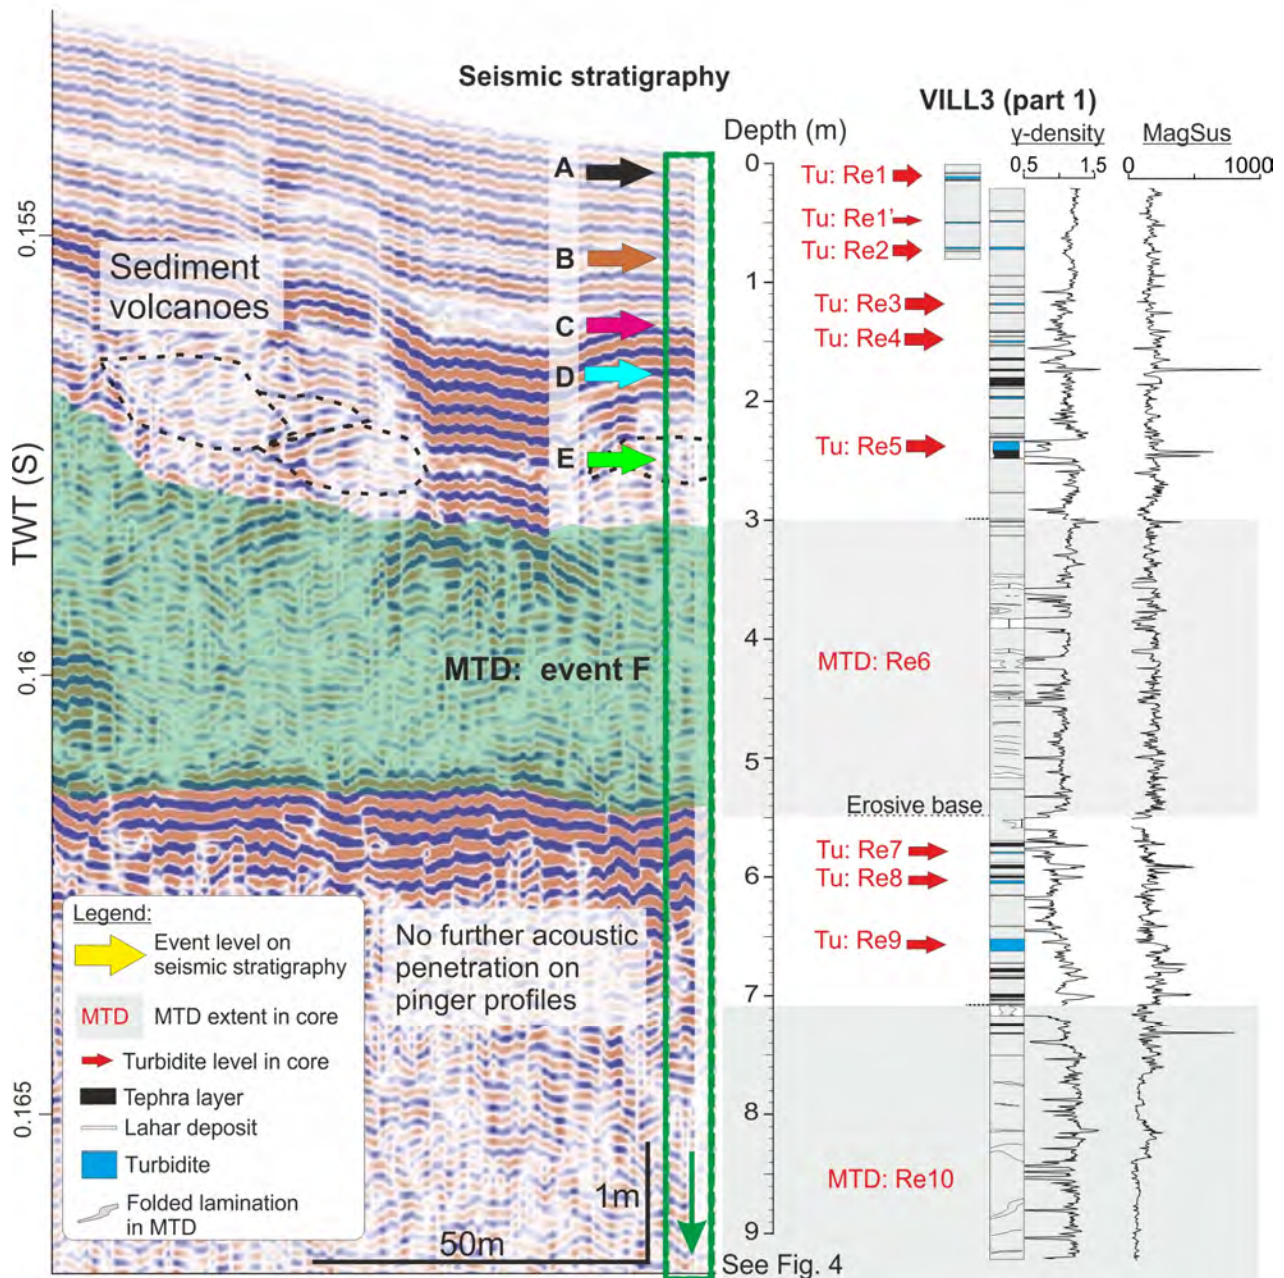 Seismic stratigraphy
VILL3 (part 1)
Depth (m)
γ-density
MagSus
0.5
1.5
0
1000
TWT (S)
0.155
0.16
0.165
A
B
C
D
E
Sediment
volcanoes
MTD: event F
No further acoustic
penetration on
pinger profiles
1m
50m
See Fig. 4
0
1
2
3
4
5
6
7
8
9
Tu: Re1
Tu: Re1'
Tu: Re2
Tu: Re3
Tu: Re4
Tu: Re5
MTD: Re6
Erosive base
Tu: Re7
Tu: Re8
Tu: Re9
MTD: Re10
Legend:
Event level on
seismic stratigraphy
MTD MTD extent in core
Turbidite level in core
Tephra layer
Lahar deposit
Turbidite
Folded lamination
in MTD